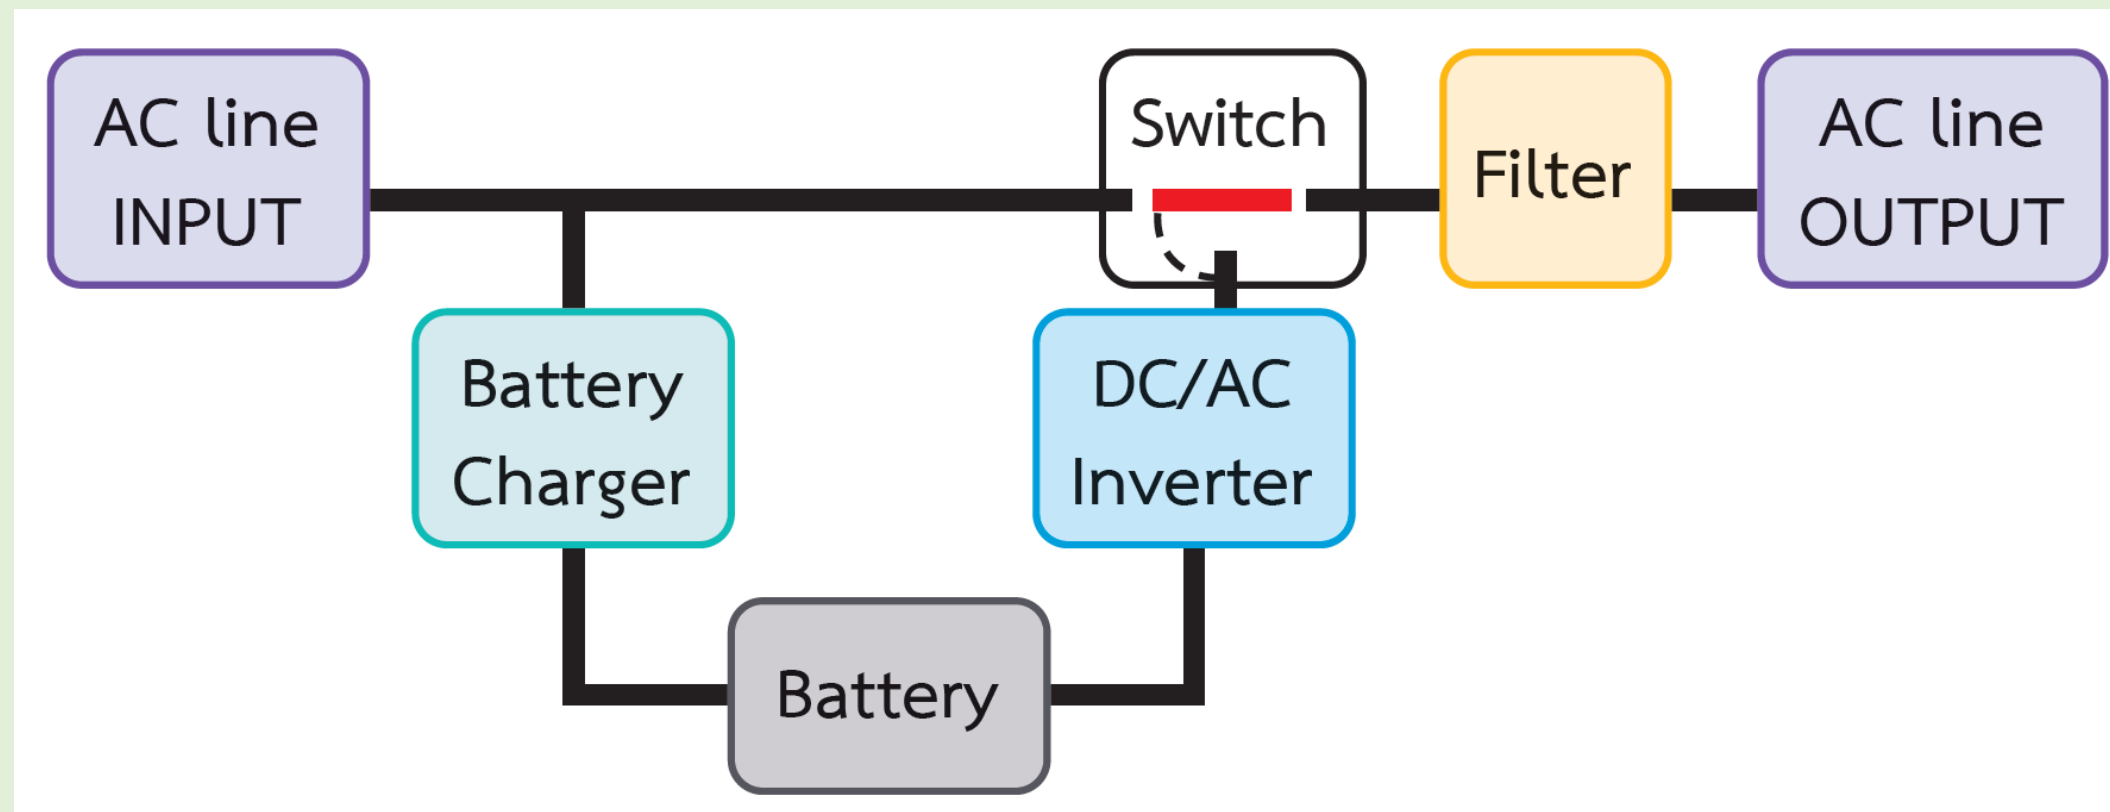 AC line
INPUT
Switch
Filter
AC line
OUTPUT
Battery
Charger
DC/AC
Inverter
Battery